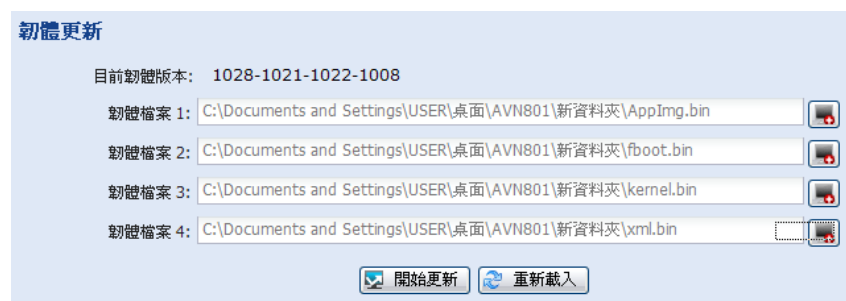 韌體更新
目前韌體版本: 1028-1021-1022-1008
韌體檔案 1: C:\Documents and Settings\USER\桌面\AVN801\新資料夾\AppImg.bin
韌體檔案 2: C:\Documents and Settings\USER\桌面\AVN801\新資料夾\fboot.bin
韌體檔案 3: C:\Documents and Settings\USER\桌面\AVN801\新資料夾\kernel.bin
韌體檔案 4: C:\Documents and Settings\USER\桌面\AVN801\新資料夾\xml.bin
開始更新 重新載入